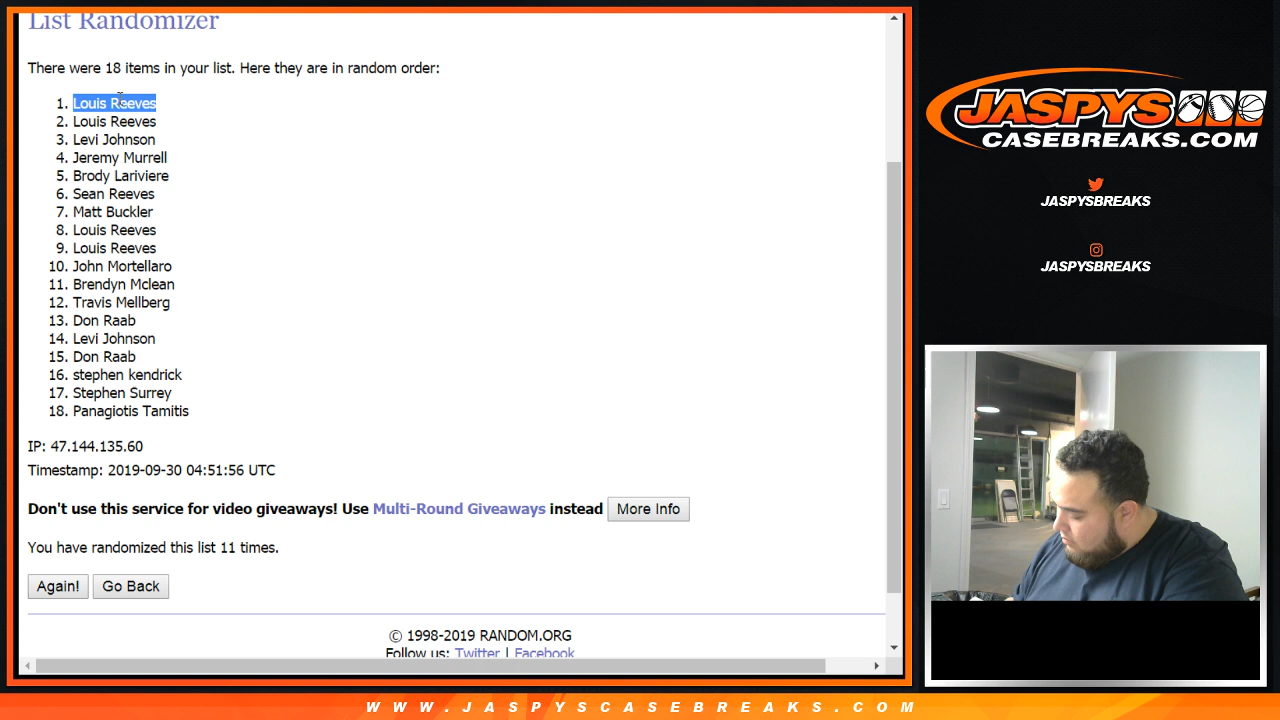 List Randomizer
There were 18 items in your list. Here they are in random order:
1. Louis Reeves
2. Louis Reeves
3. Levi Johnson
4. Jeremy Murrell
5. Brody Lariviere
6. Sean Reeves
7. Matt Buckler
8. Louis Reeves
9. Louis Reeves
10. John Mortellaro
11. Brendyn Mclean
12. Travis Mellberg
13. Don Raab
14. Levi Johnson
15. Don Raab
16. stephen kendrick
17. Stephen Surrey
18. Panagiotis Tamitis
IP: 47.144.135.60
Timestamp: 2019-09-30 04:51:56 UTC
Don't use this service for video giveaways! Use Multi-Round Giveaways instead More Info
You have randomized this list 11 times.
Again! Go Back
© 1998-2019 RANDOM.ORG
Follow us: Twitter | Facebook
JASPYS
CASEBREAKS.COM
JASPYSBREAKS
JASPYSBREAKS
WWW.JASPYSCASEBREAKS.COM